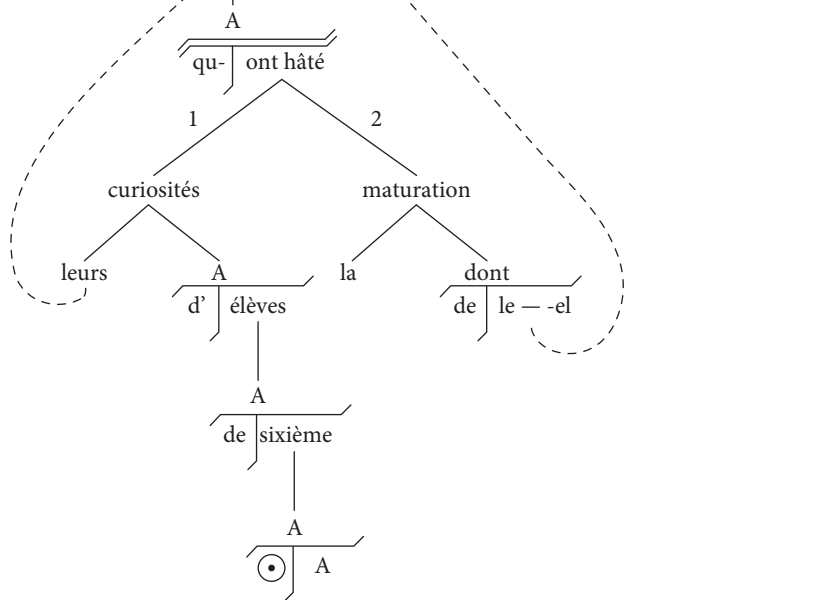 A
qu- ont hâté
1 2
curiosités maturation
leurs A la dont
d’ élèves de le — -el
A
de sixième
A
A